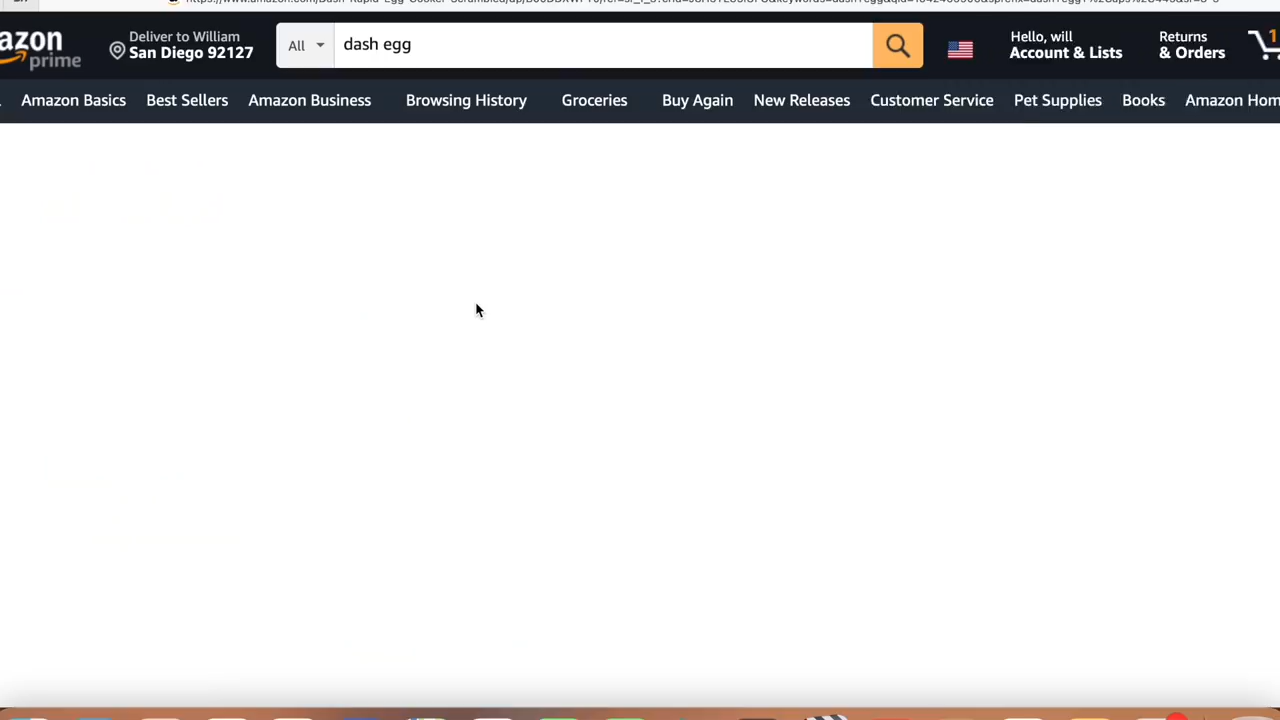 azon
prime
Deliver to William
San Diego 92127
All
dash egg
Hello, will
Account & Lists
Returns
& Orders
1
Amazon Basics
Best Sellers
Amazon Business
Browsing History
Groceries
Buy Again
New Releases
Customer Service
Pet Supplies
Books
Amazon Hom